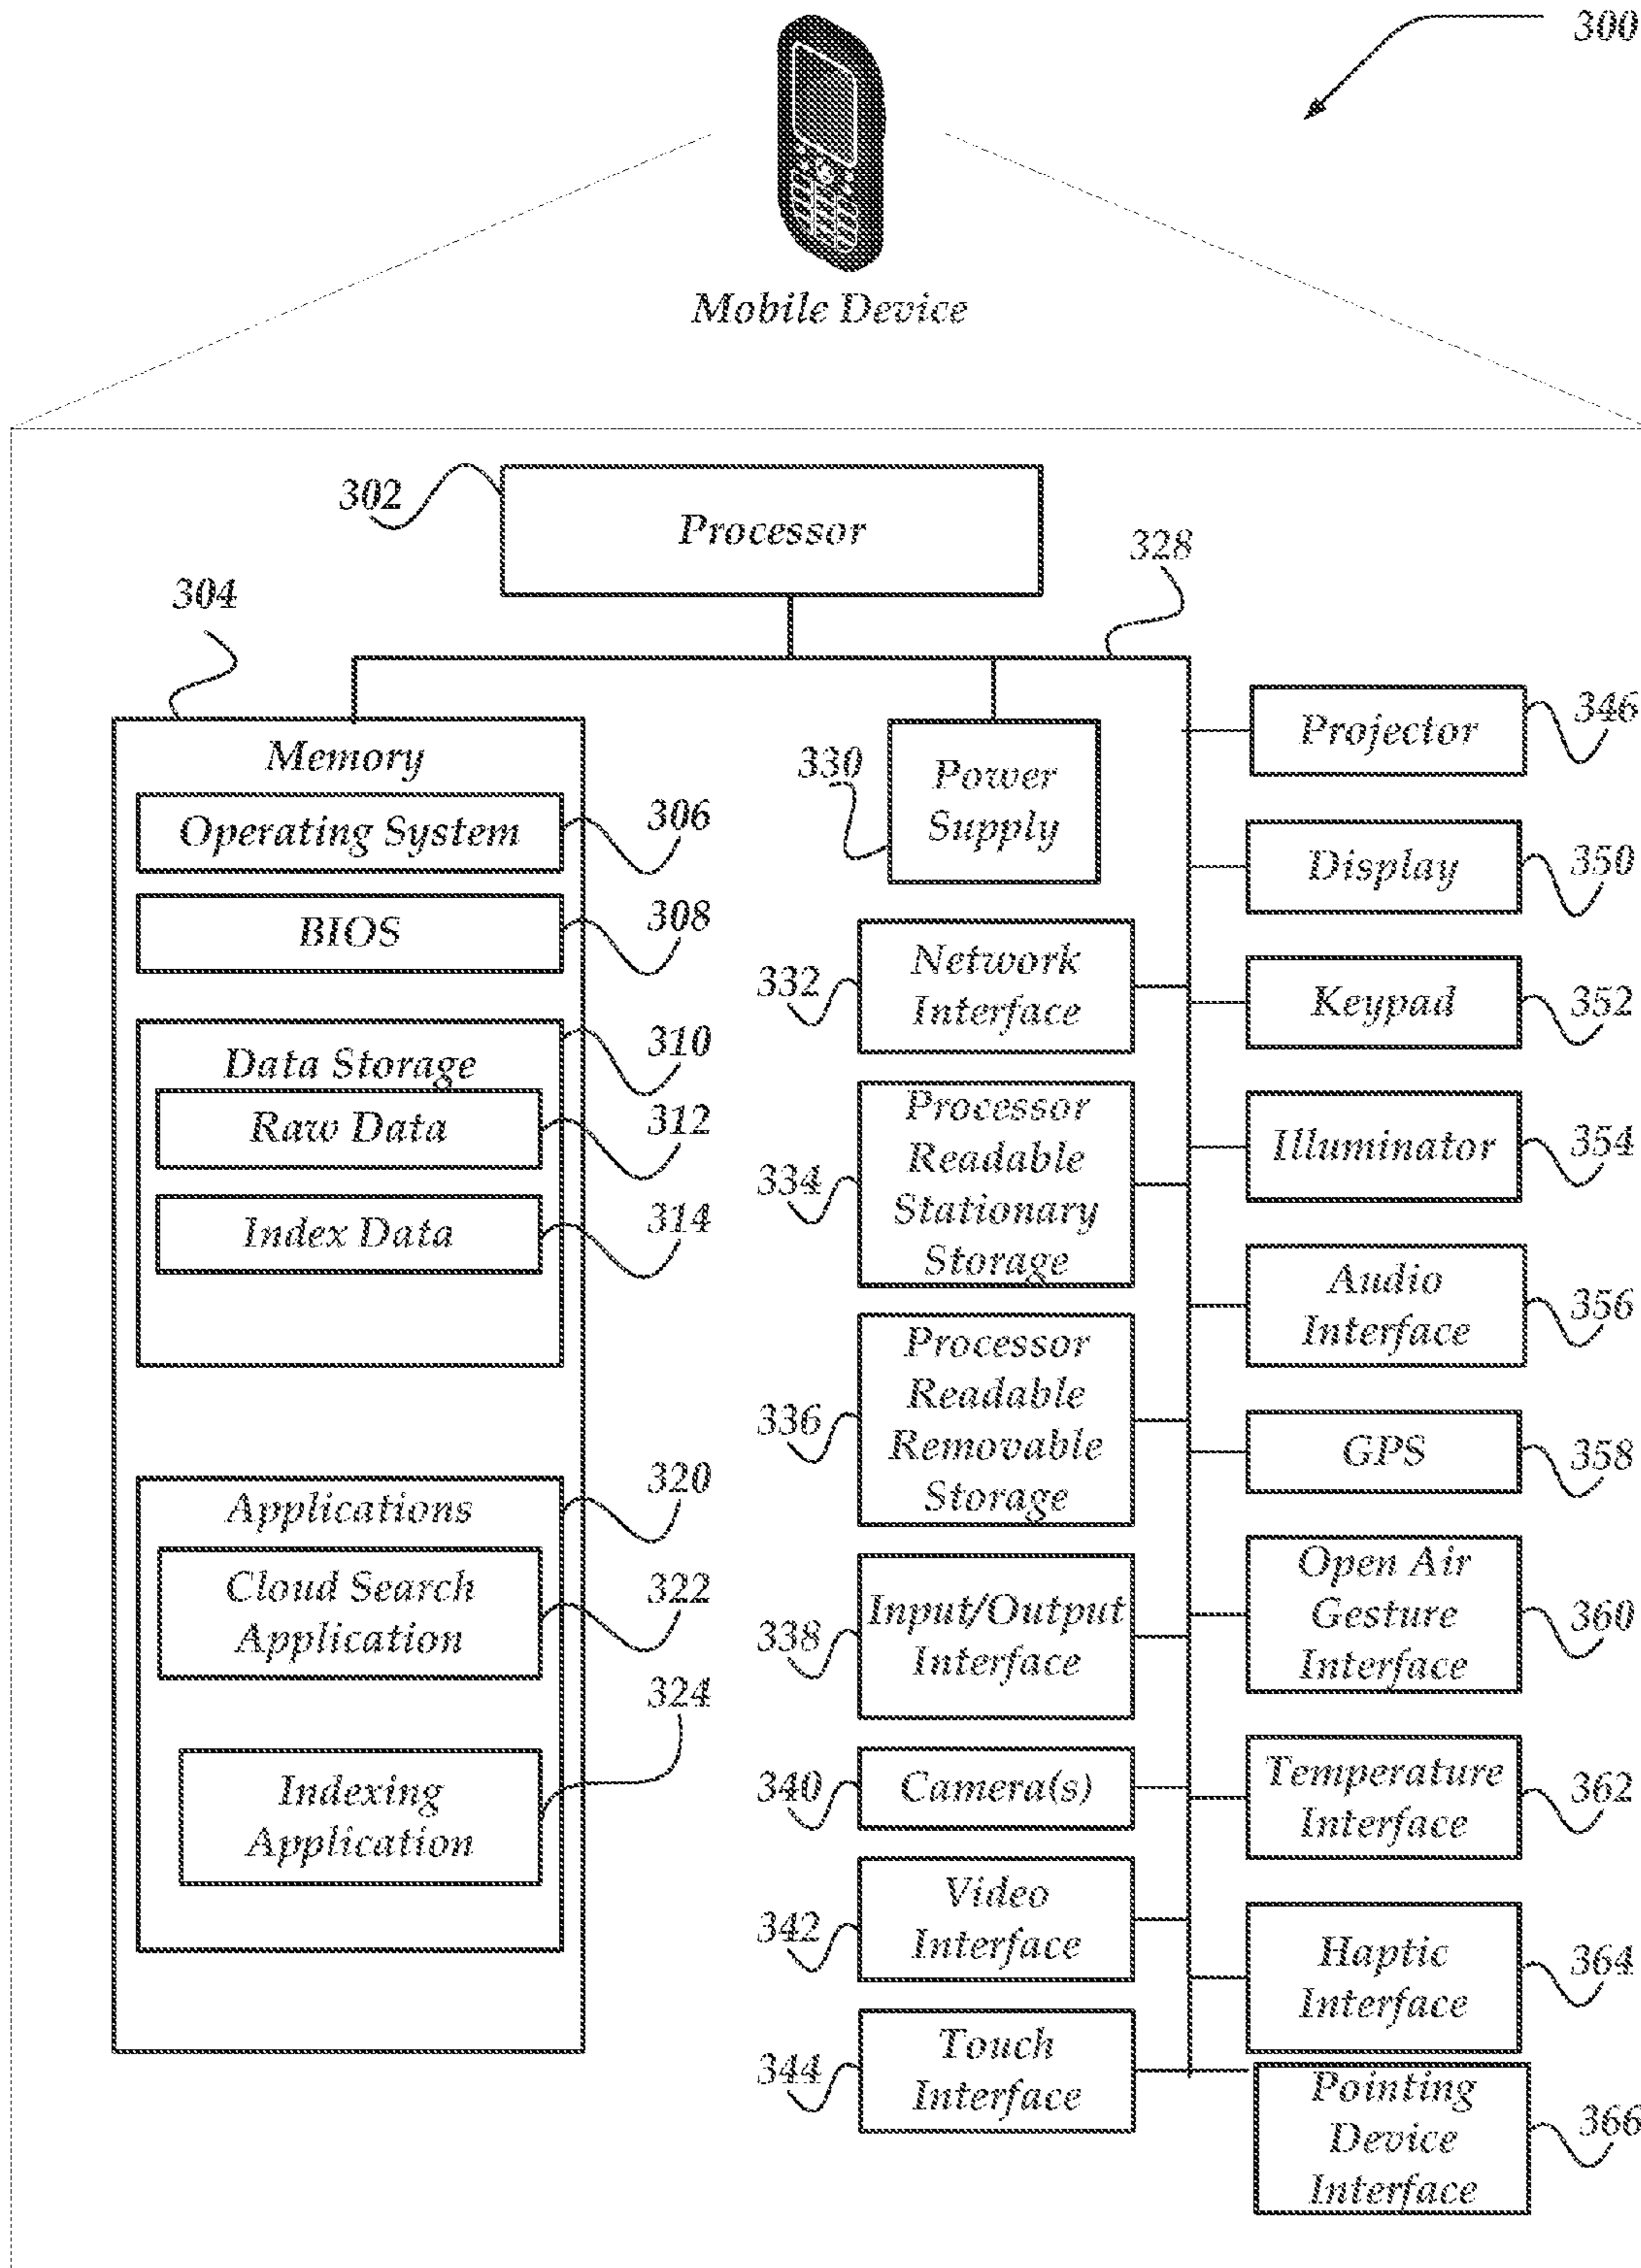 300
Mobile Device
302
Processor
328
304
Memory
Operating System
306
BIOS
308
Data Storage
310
Raw Data
312
Index Data
314
Applications
320
Cloud Search
Application
322
Indexing
Application
324
330
Power
Supply
332
Network
Interface
334
Processor
Readable
Stationary
Storage
336
Processor
Readable
Removable
Storage
338
Input/Output
Interface
340
Camera(s)
342
Video
Interface
344
Touch
Interface
Projector
346
Display
350
Keypad
352
Illuminator
354
Audio
Interface
356
GPS
358
Open Air
Gesture
Interface
360
Temperature
Interface
362
Haptic
Interface
364
Pointing
Device
Interface
366